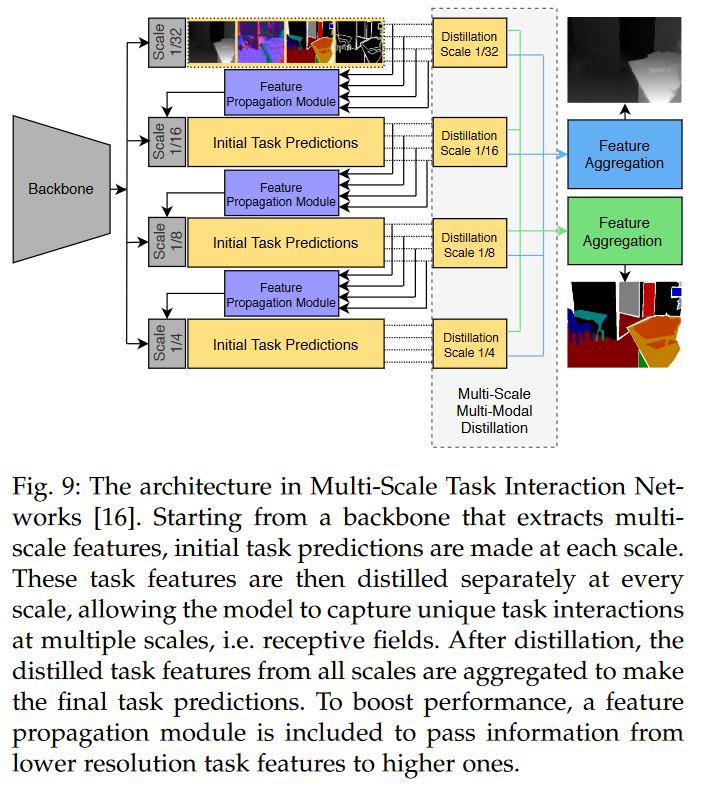 Scale 1/32
Distillation Scale 1/32
Feature Propagation Module
Scale 1/16
Initial Task Predictions
Distillation Scale 1/16
Feature Aggregation
Backbone
Feature Propagation Module
Scale 1/8
Initial Task Predictions
Distillation Scale 1/8
Feature Aggregation
Feature Propagation Module
Scale 1/4
Initial Task Predictions
Distillation Scale 1/4
Multi-Scale
Multi-Modal
Distillation
Fig. 9: The architecture in Multi-Scale Task Interaction Net-
works [16]. Starting from a backbone that extracts multi-
scale features, initial task predictions are made at each scale.
These task features are then distilled separately at every
scale, allowing the model to capture unique task interactions
at multiple scales, i.e. receptive fields. After distillation, the
distilled task features from all scales are aggregated to make
the final task predictions. To boost performance, a feature
propagation module is included to pass information from
lower resolution task features to higher ones.